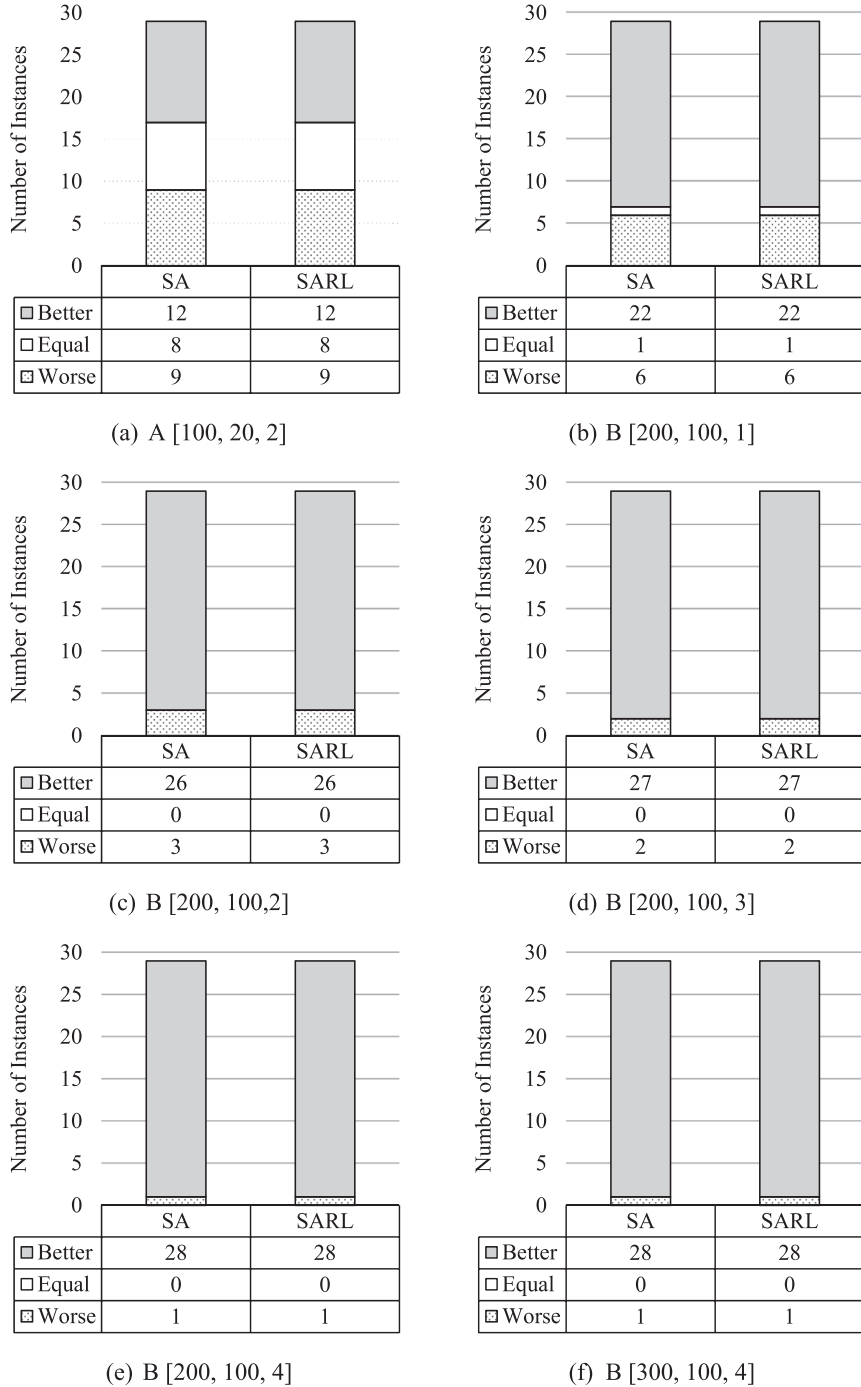 Number of Instances
30
25
20
15
10
5
0
SA SARL
Better 12 12
Equal 8 8
Worse 9 9
(a) A [100, 20, 2]
Number of Instances
30
25
20
15
10
5
0
SA SARL
Better 22 22
Equal 1 1
Worse 6 6
(b) B [200, 100, 1]
Number of Instances
30
25
20
15
10
5
0
SA SARL
Better 26 26
Equal 0 0
Worse 3 3
(c) B [200, 100,2]
Number of Instances
30
25
20
15
10
5
0
SA SARL
Better 27 27
Equal 0 0
Worse 2 2
(d) B [200, 100, 3]
Number of Instances
30
25
20
15
10
5
0
SA SARL
Better 28 28
Equal 0 0
Worse 1 1
(e) B [200, 100, 4]
Number of Instances
30
25
20
15
10
5
0
SA SARL
Better 28 28
Equal 0 0
Worse 1 1
(f) B [300, 100, 4]